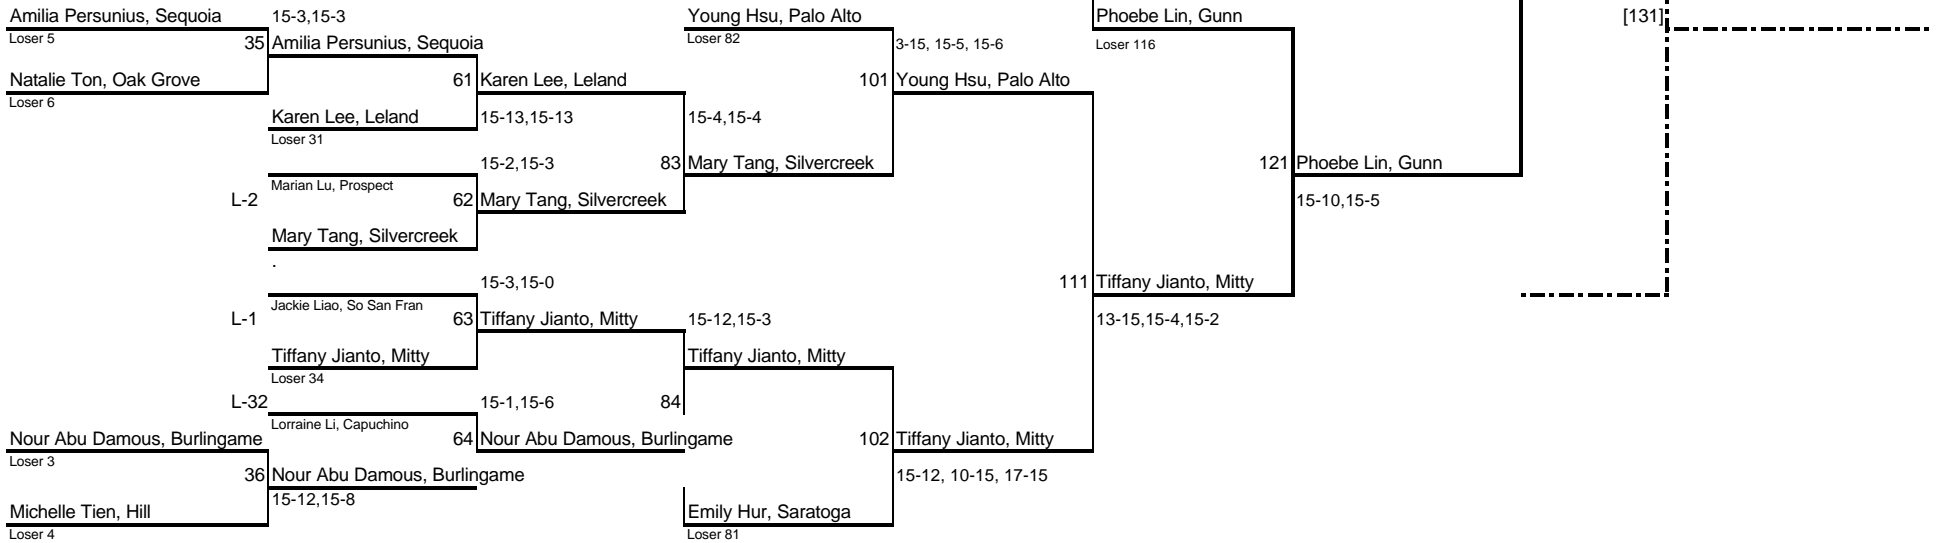 Amilia Persunius, Sequoia
15-3,15-3
Young Hsu, Palo Alto
Phoebe Lin, Gunn
[131]
Loser 5
35
Amilia Persunius, Sequoia
Loser 82
3-15, 15-5, 15-6
Loser 116
Natalie Ton, Oak Grove
61
Karen Lee, Leland
101
Young Hsu, Palo Alto
Loser 6
Karen Lee, Leland
15-13,15-13
15-4,15-4
Loser 31
15-2,15-3
83
Mary Tang, Silvercreek
121
Phoebe Lin, Gunn
Marian Lu, Prospect
L-2
62
Mary Tang, Silvercreek
15-10,15-5
Mary Tang, Silvercreek
.
15-3,15-0
111
Tiffany Jianto, Mitty
Jackie Liao, So San Fran
L-1
63
Tiffany Jianto, Mitty
15-12,15-3
13-15,15-4,15-2
Tiffany Jianto, Mitty
Tiffany Jianto, Mitty
Loser 34
L-32
15-1,15-6
84
Lorraine Li, Capuchino
Nour Abu Damous, Burlingame
64
Nour Abu Damous, Burlingame
102
Tiffany Jianto, Mitty
Loser 3
36
Nour Abu Damous, Burlingame
15-12, 10-15, 17-15
15-12,15-8
Michelle Tien, Hill
Emily Hur, Saratoga
Loser 4
Loser 81